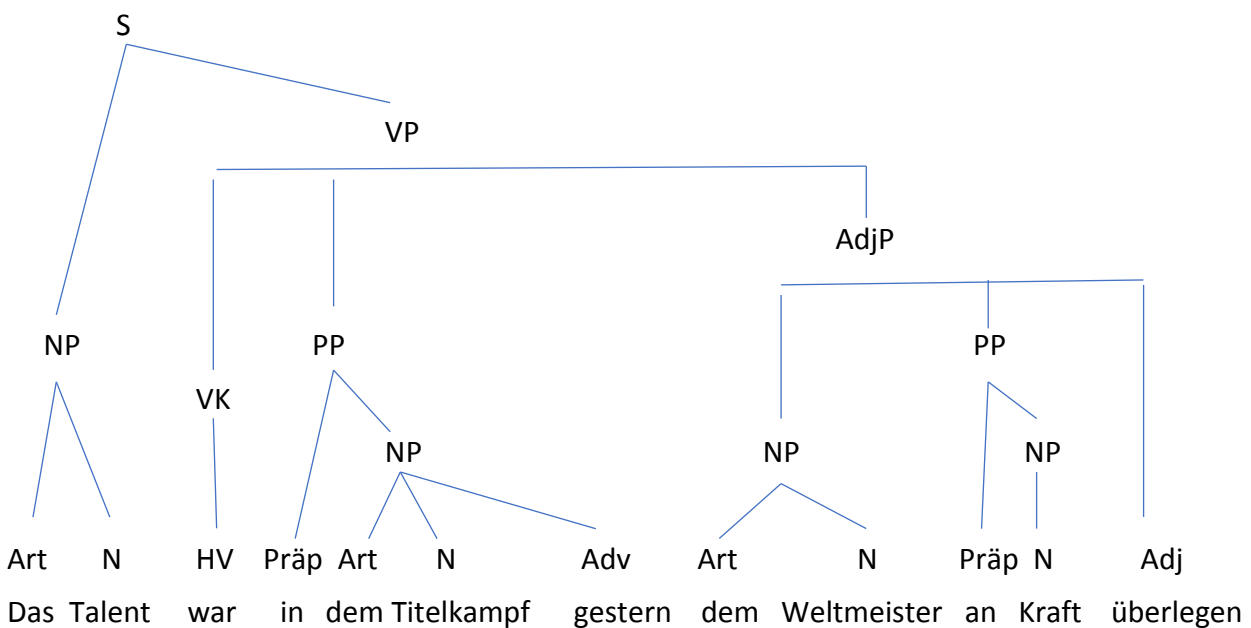 S
VP
AdjP
NP PP PP
VK
NP NP NP
Art N HV Präp Art N Adv Art N Präp N Adj
Das Talent war in dem Titelkampf gestern dem Weltmeister an Kraft überlegen